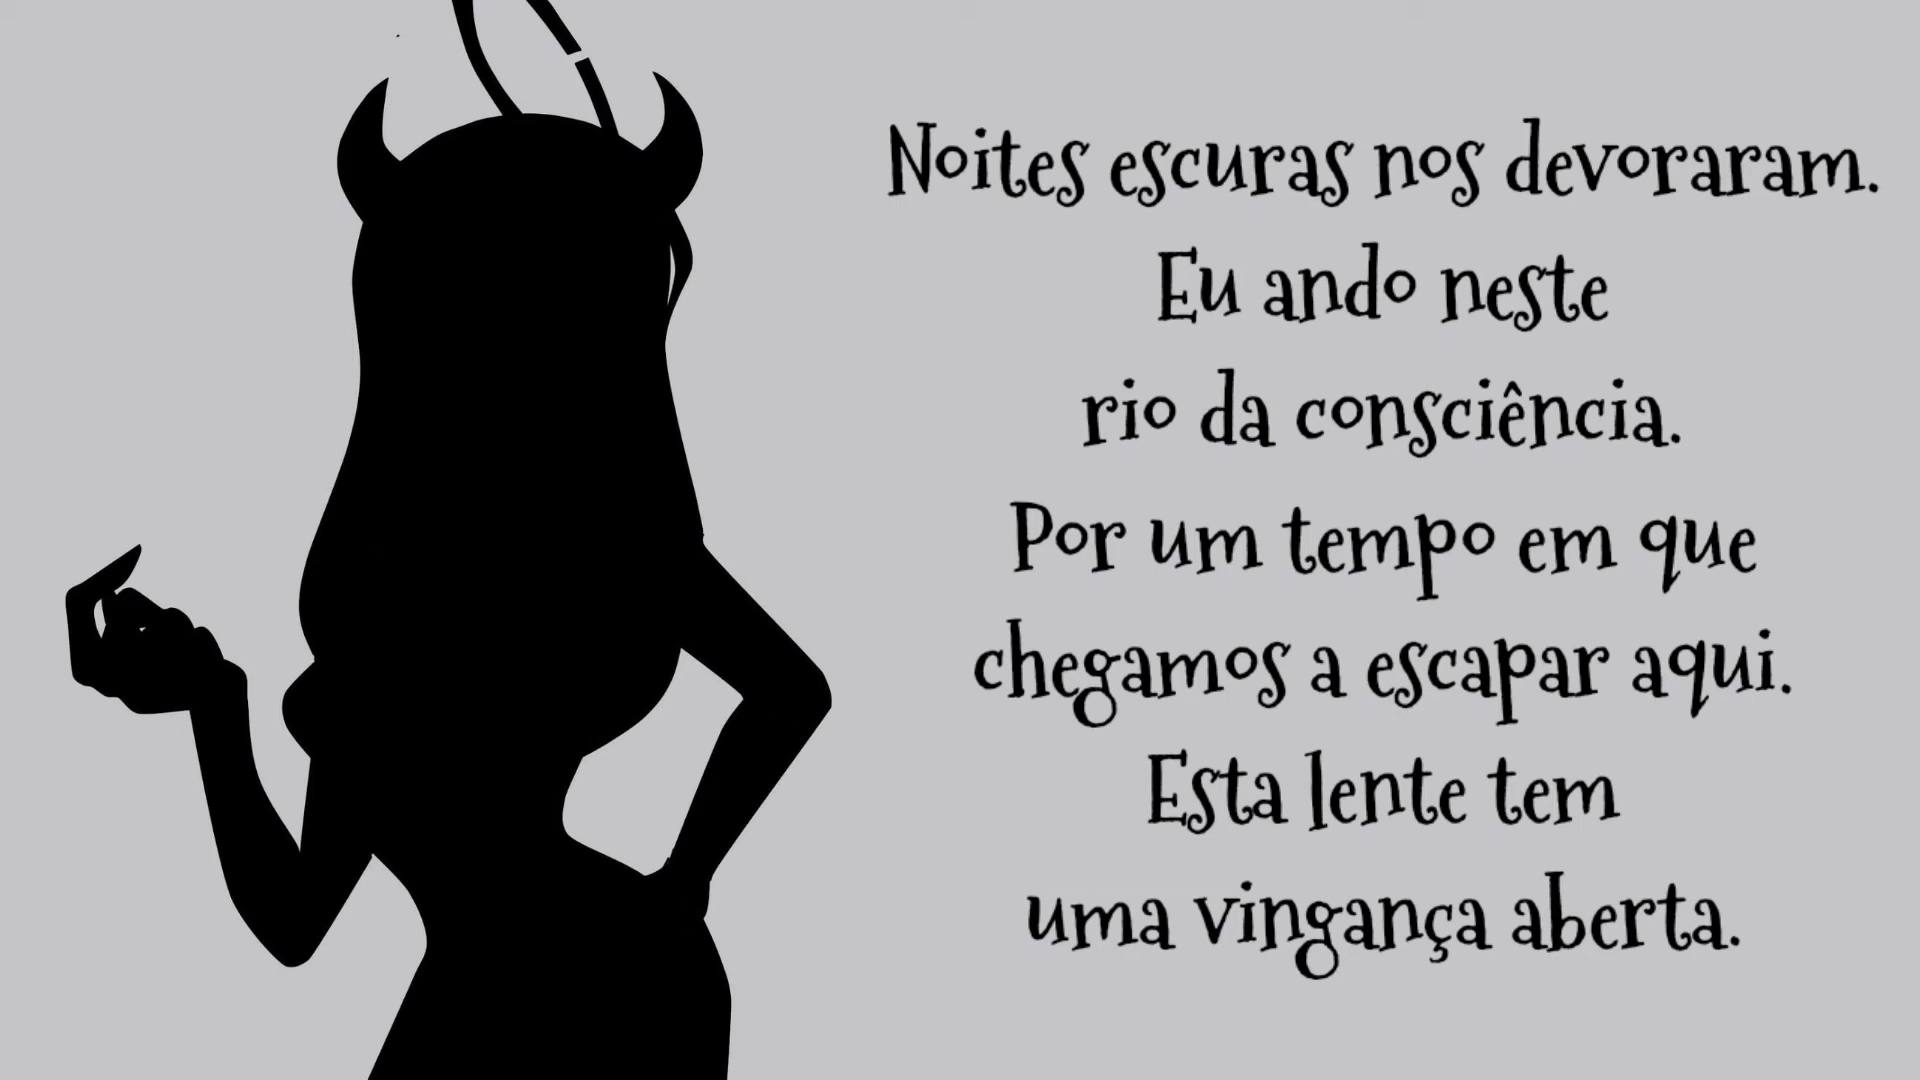 Noites escuras nos devoraram.
Eu ando neste
rio da consciência.
Por um tempo em que
chegamos a escapar aqui.
Esta lente tem
uma vingança aberta.